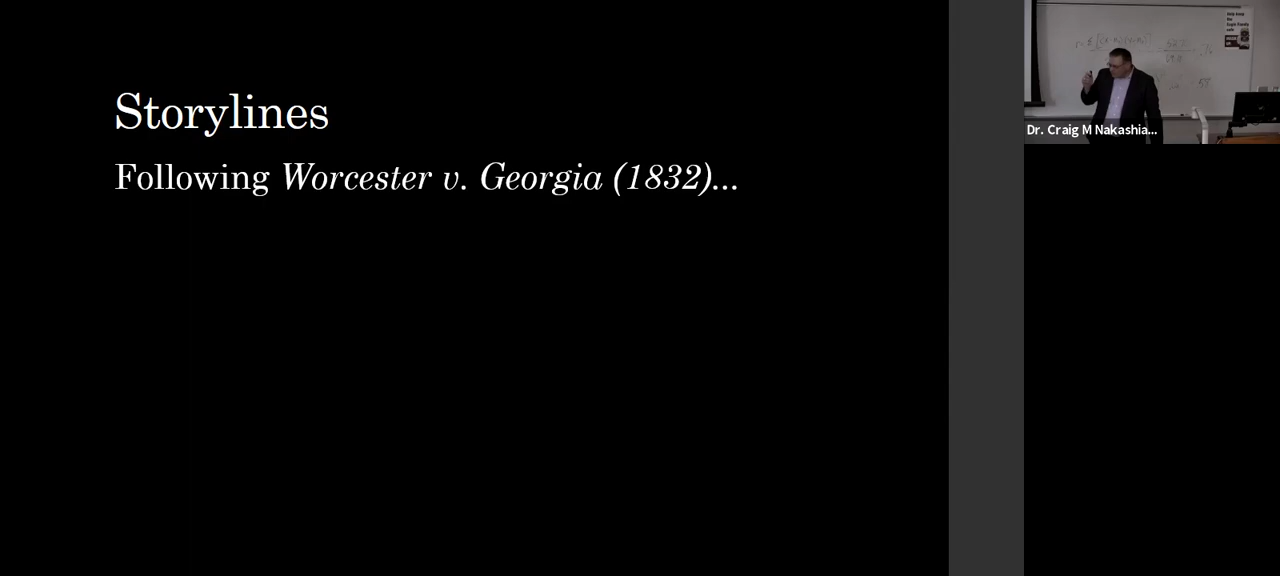 Storylines
Following Worcester v. Georgia (1832)...
Dr. Craig M Nakashia...